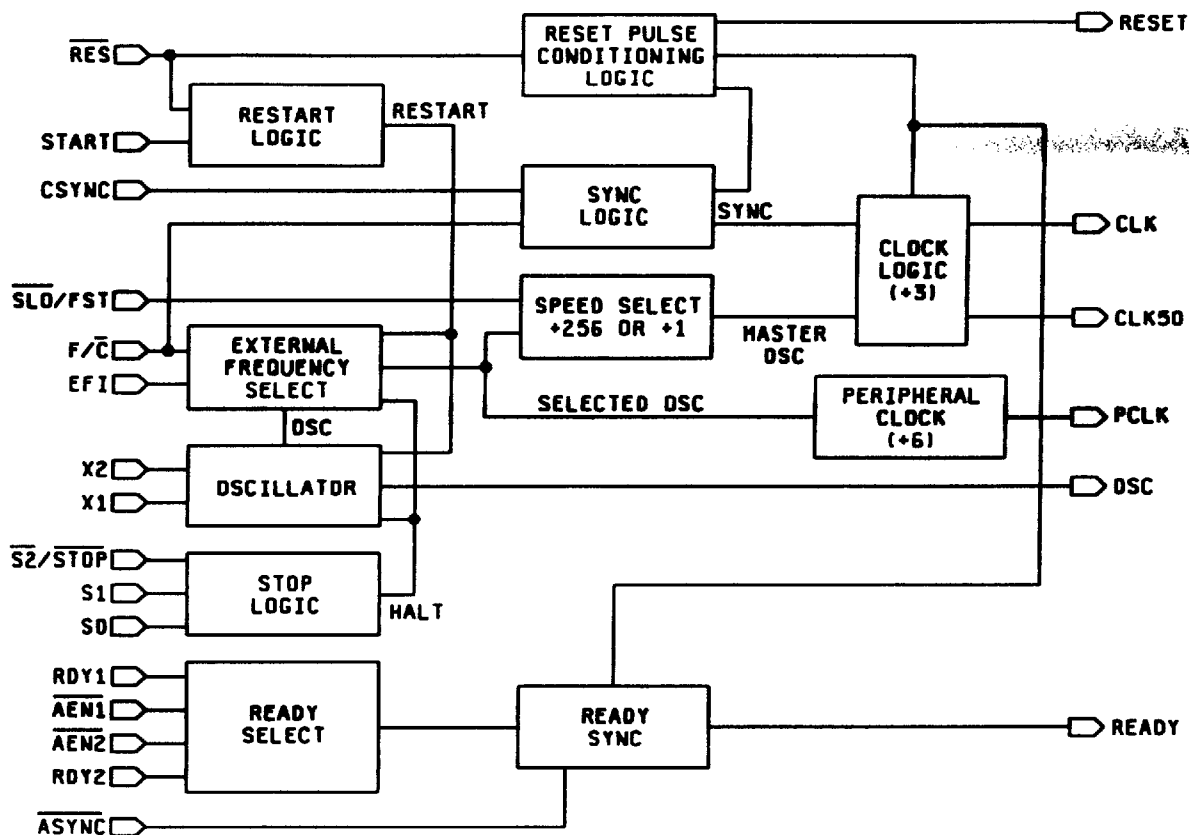 RES
START
CSYNC
SLO/FST
F/C
EFI
X2
X1
S2/STOP
S1
S0
RDY1
AEN1
AEN2
RDY2
ASYNC
RESTART
LOGIC
RESTART
RESET PULSE
CONDITIONING
LOGIC
SYNC
LOGIC
SYNC
EXTERNAL
FREQUENCY
SELECT
OSC
OSCILLATOR
STOP
LOGIC
HALT
SPEED SELECT
+256 OR +1
MASTER
OSC
SELECTED OSC
CLOCK
LOGIC
(+3)
PERIPHERAL
CLOCK
(+6)
READY
SELECT
READY
SYNC
RESET
CLK
CLK50
PCLK
OSC
READY